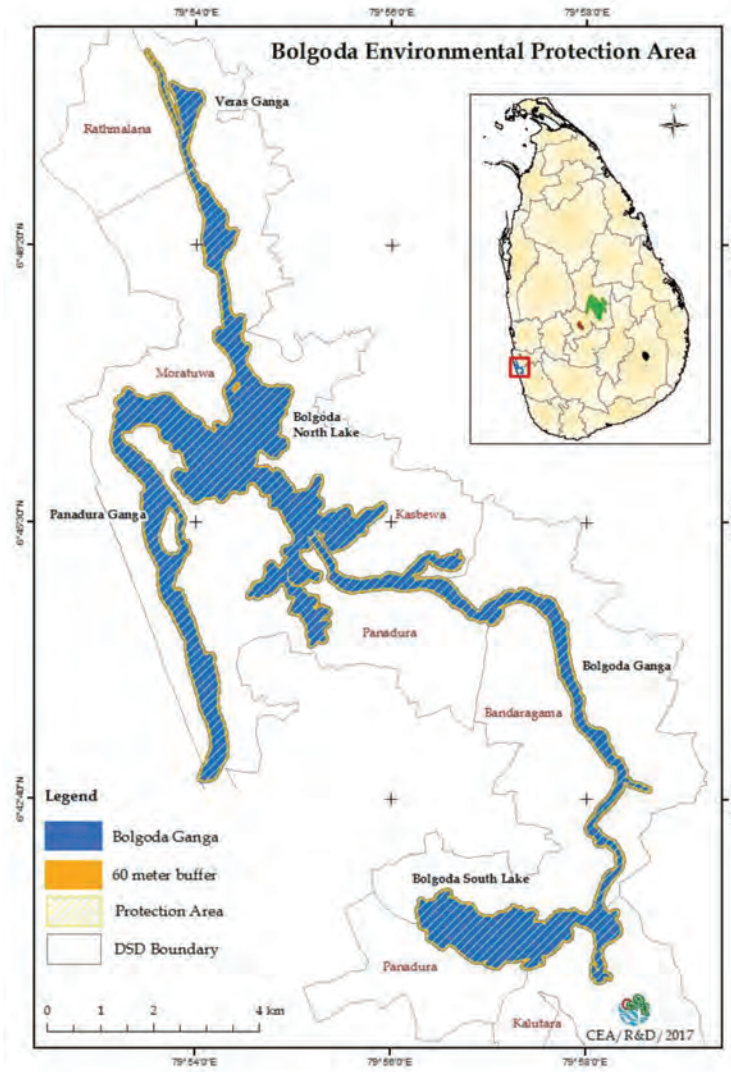 79°54'0"E 79°56'0"E 79°58'0"E
Bolgoda Environmental Protection Area
Veras Ganga
Rathmalana
6°48'20"N
Moratuwa
Bolgoda
North Lake
Panadura Ganga
Kasbewa
6°45'30"N
Panadura
Bolgoda Ganga
Bandaragama
6°42'40"N
Legend
Bolgoda Ganga
60 meter buffer
Protection Area
DSD Boundary
Bolgoda South Lake
Panadura
Kalutara
0 1 2 4 km
CEA/R&D/2017
79°54'0"E 79°56'0"E 79°58'0"E